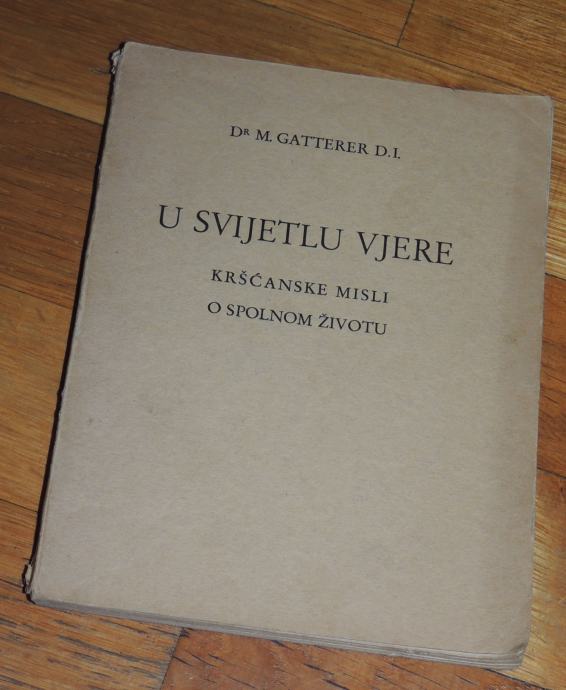 Dr M. GATTERER D.I.
U SVIJETLU VJERE
KRŠĆANSKE MISLI
O SPOLNOM ŽIVOTU